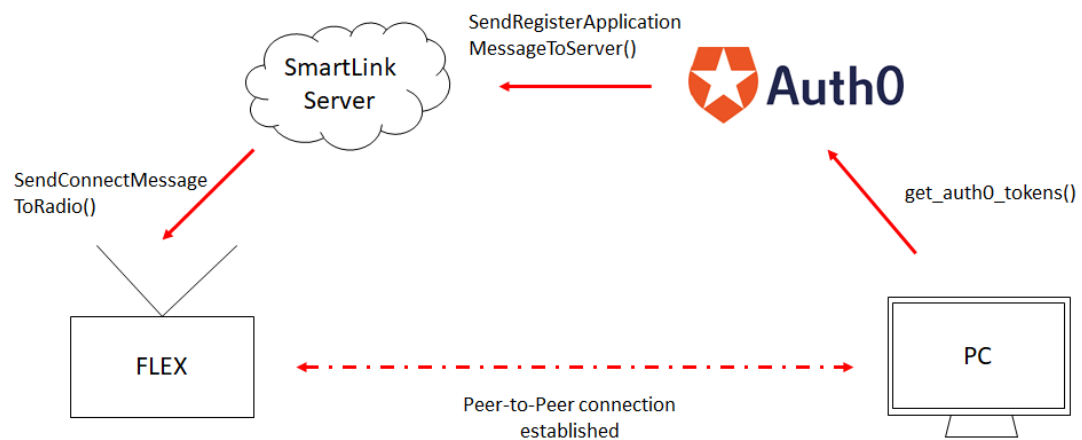 SendRegisterApplication
MessageToServer()
SmartLink
Server
Auth0
SendConnectMessage
ToRadio()
get_auth0_tokens()
FLEX
PC
Peer-to-Peer connection
established